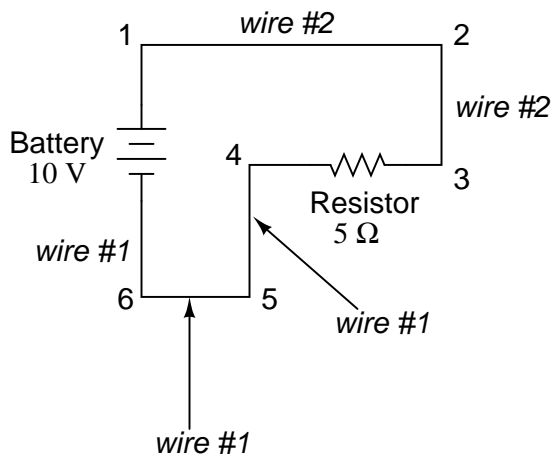 1
wire #2
2
wire #2
Battery
10 V
4
3
Resistor
5 Ω
wire #1
6
5
wire #1
wire #1